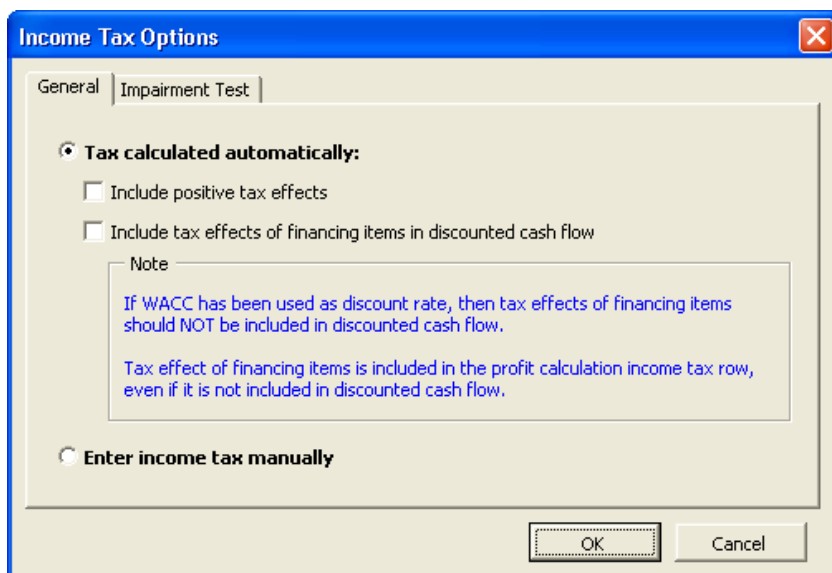 Income Tax Options
General
Impairment Test
Tax calculated automatically:
Include positive tax effects
Include tax effects of financing items in discounted cash flow
Note
If WACC has been used as discount rate, then tax effects of financing items
should NOT be included in discounted cash flow.
Tax effect of financing items is included in the profit calculation income tax row,
even if it is not included in discounted cash flow.
Enter income tax manually
OK
Cancel